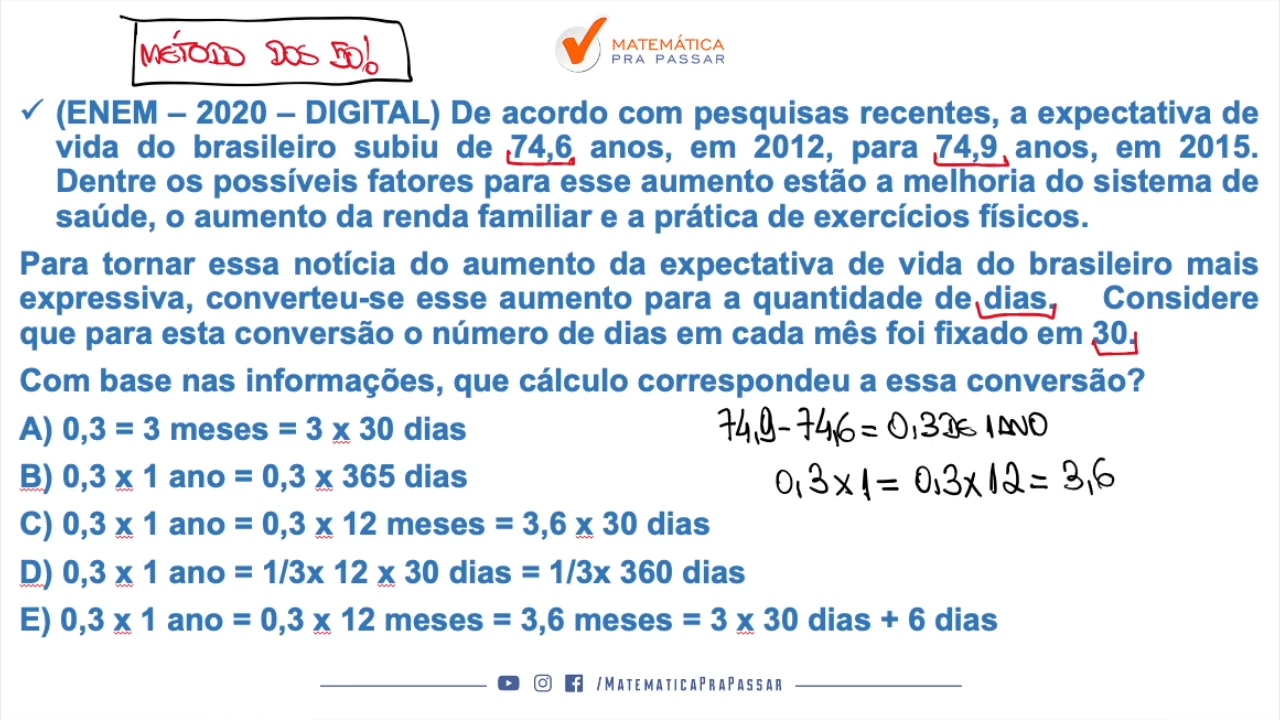 MÉTODO DOS 50!
MATEMÁTICA
PRA PASSAR
✓ (ENEM – 2020 – DIGITAL) De acordo com pesquisas recentes, a expectativa de
vida do brasileiro subiu de 74,6 anos, em 2012, para 74,9 anos, em 2015.
Dentre os possíveis fatores para esse aumento estão a melhoria do sistema de
saúde, o aumento da renda familiar e a prática de exercícios físicos.
Para tornar essa notícia do aumento da expectativa de vida do brasileiro mais
expressiva, converteu-se esse aumento para a quantidade de dias. Considere
que para esta conversão o número de dias em cada mês foi fixado em 30.
Com base nas informações, que cálculo correspondeu a essa conversão?
A) 0,3 = 3 meses = 3 x 30 dias
74,9 - 74,6 = 0,3 DE 1 ANO
B) 0,3 x 1 ano = 0,3 x 365 dias
0,3 x 1 = 0,3 x 12 = 3,6
C) 0,3 x 1 ano = 0,3 x 12 meses = 3,6 x 30 dias
D) 0,3 x 1 ano = 1/3x 12 x 30 dias = 1/3x 360 dias
E) 0,3 x 1 ano = 0,3 x 12 meses = 3,6 meses = 3 x 30 dias + 6 dias
/MATEMATICAPRAPASSAR